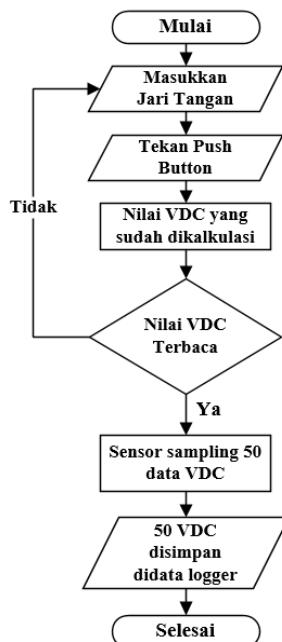 Mulai
Masukkan
Jari Tangan
Tekan Push
Button
Tidak
Nilai VDC yang
sudah dikalkulasi
Nilai VDC
Terbaca
Ya
Sensor sampling 50
data VDC
50 VDC
disimpan
didata logger
Selesai